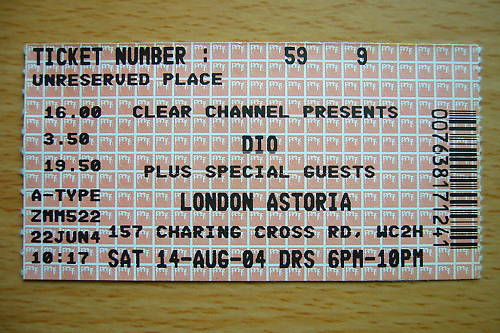 TICKET NUMBER : 59 9
UNRESERVED PLACE
16.00 CLEAR CHANNEL PRESENTS
3.50 DIO
19.50 PLUS SPECIAL GUESTS
A-TYPE LONDON ASTORIA
ZMM522
22JUN4 157 CHARING CROSS RD, WC2H
10:17 SAT 14-AUG-04 DRS 6PM-10PM